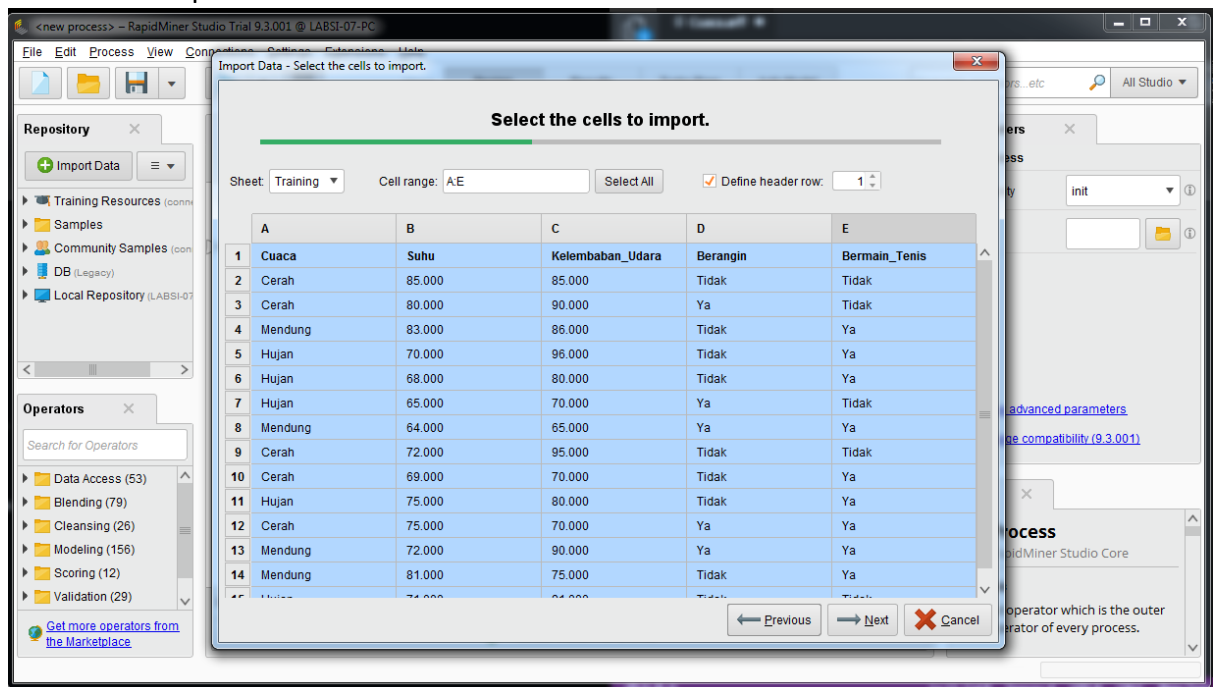 <new process> – RapidMiner Studio Trial 9.3.001 @ LABSI-07-PC
File Edit Process View
Import Data - Select the cells to import.
All Studio
Repository
Import Data
Training Resources
Samples
Community Samples
DB (Legacy)
Local Repository (LABSI-07
Operators
Search for Operators
Data Access (53)
Blending (79)
Cleansing (26)
Modeling (156)
Scoring (12)
Validation (29)
Get more operators from
the Marketplace
Select the cells to import.
Sheet: Training Cell range: A:E Select All Define header row: 1
A B C D E
1 Cuaca Suhu Kelembaban_Udara Berangin Bermain_Tenis
2 Cerah 85.000 85.000 Tidak Tidak
3 Cerah 80.000 90.000 Ya Tidak
4 Mendung 83.000 86.000 Tidak Ya
5 Hujan 70.000 96.000 Tidak Ya
6 Hujan 68.000 80.000 Tidak Ya
7 Hujan 65.000 70.000 Ya Tidak
8 Mendung 64.000 65.000 Ya Ya
9 Cerah 72.000 95.000 Tidak Tidak
10 Cerah 69.000 70.000 Tidak Ya
11 Hujan 75.000 80.000 Tidak Ya
12 Cerah 75.000 70.000 Ya Ya
13 Mendung 72.000 90.000 Ya Ya
14 Mendung 81.000 75.000 Tidak Ya
Previous Next Cancel
init
advanced parameters
compatibility (9.3.001)
Studio Core
operator which is the outer
of every process.